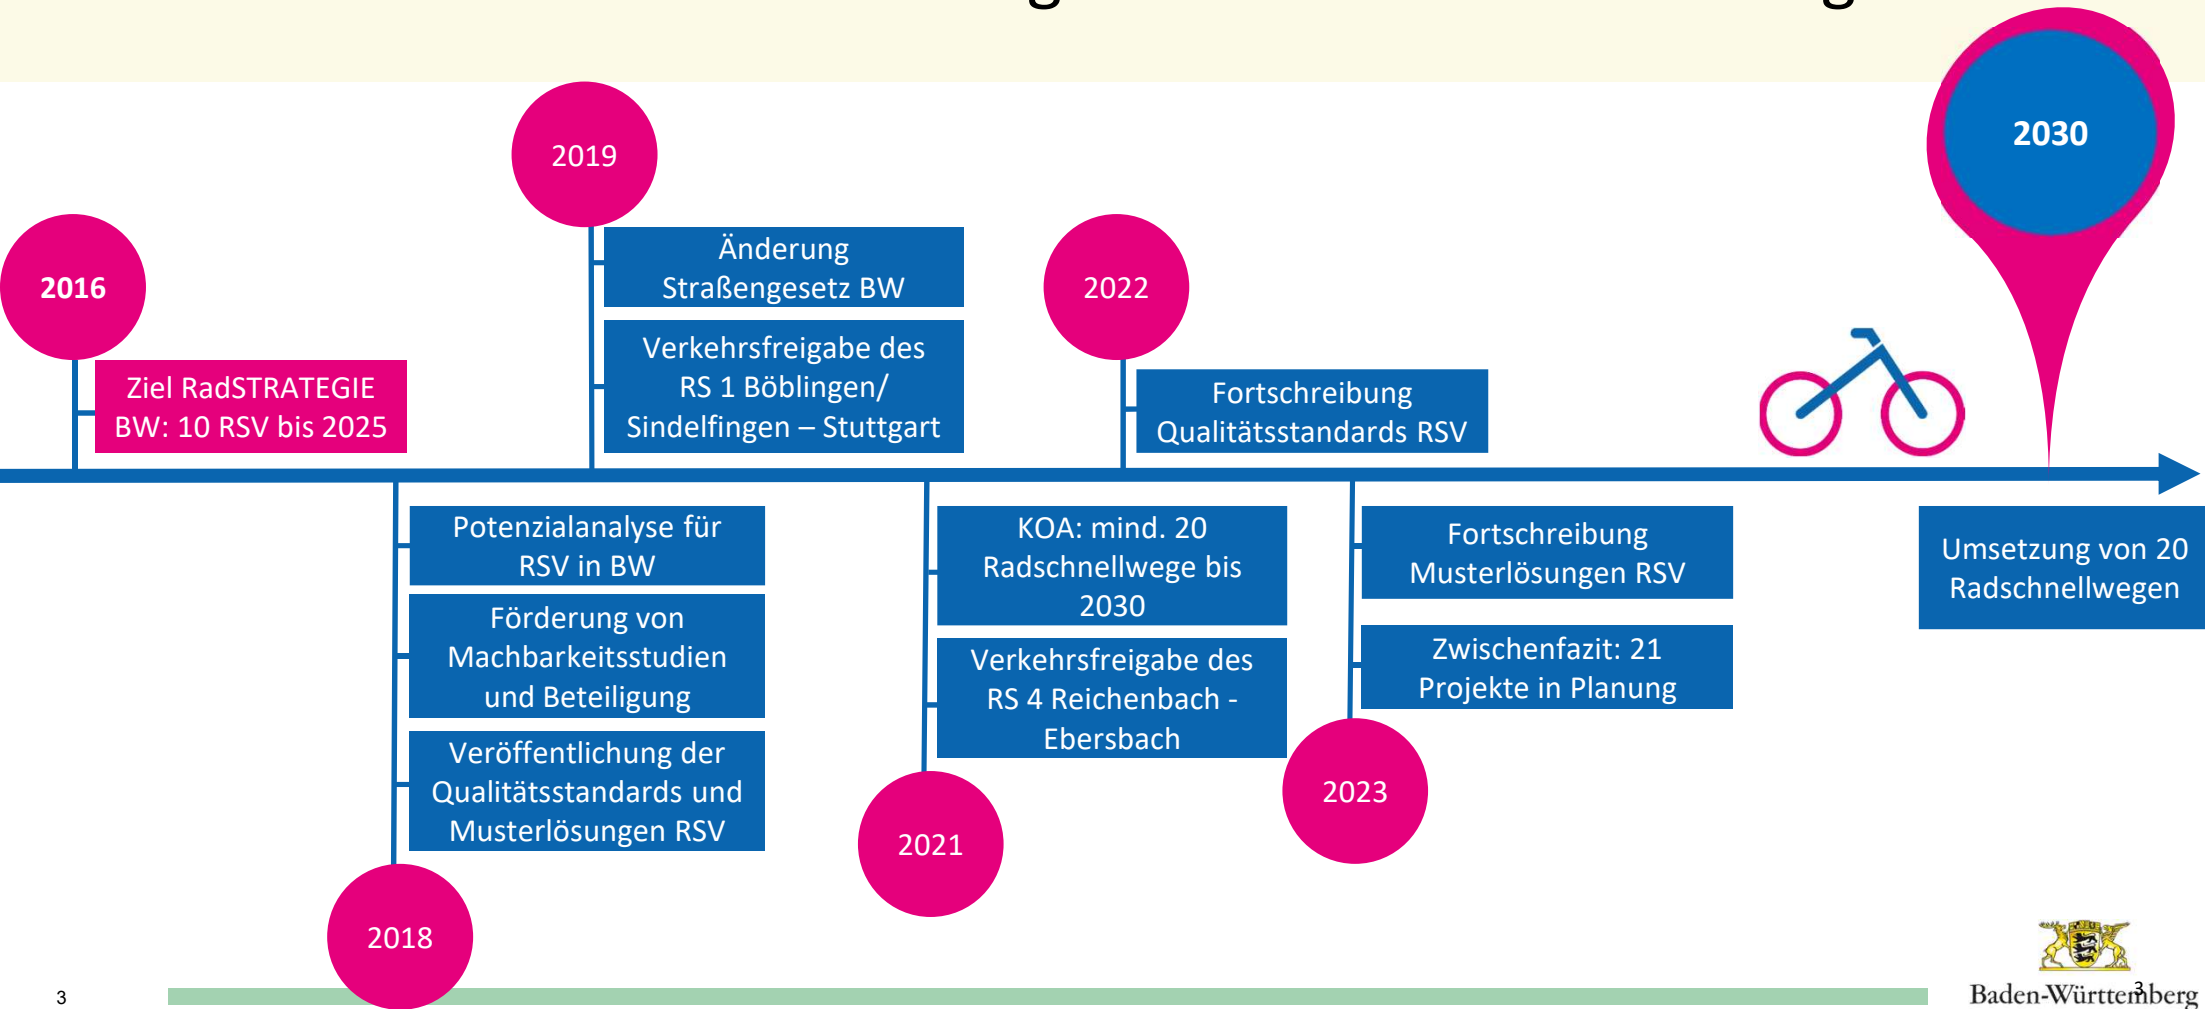 2016
Ziel RadSTRATEGIE
BW: 10 RSV bis 2025
2018
Potenzialanalyse für
RSV in BW
Förderung von
Machbarkeitsstudien
und Beteiligung
Veröffentlichung der
Qualitätsstandards und
Musterlösungen RSV
2019
Änderung
Straßengesetz BW
Verkehrsfreigabe des
RS 1 Böblingen/
Sindelfingen – Stuttgart
2021
KOA: mind. 20
Radschnellwege bis
2030
Verkehrsfreigabe des
RS 4 Reichenbach -
Ebersbach
2022
Fortschreibung
Qualitätsstandards RSV
2023
Fortschreibung
Musterlösungen RSV
Zwischenfazit: 21
Projekte in Planung
2030
Umsetzung von 20
Radschnellwegen
3
Baden-Württemberg
3